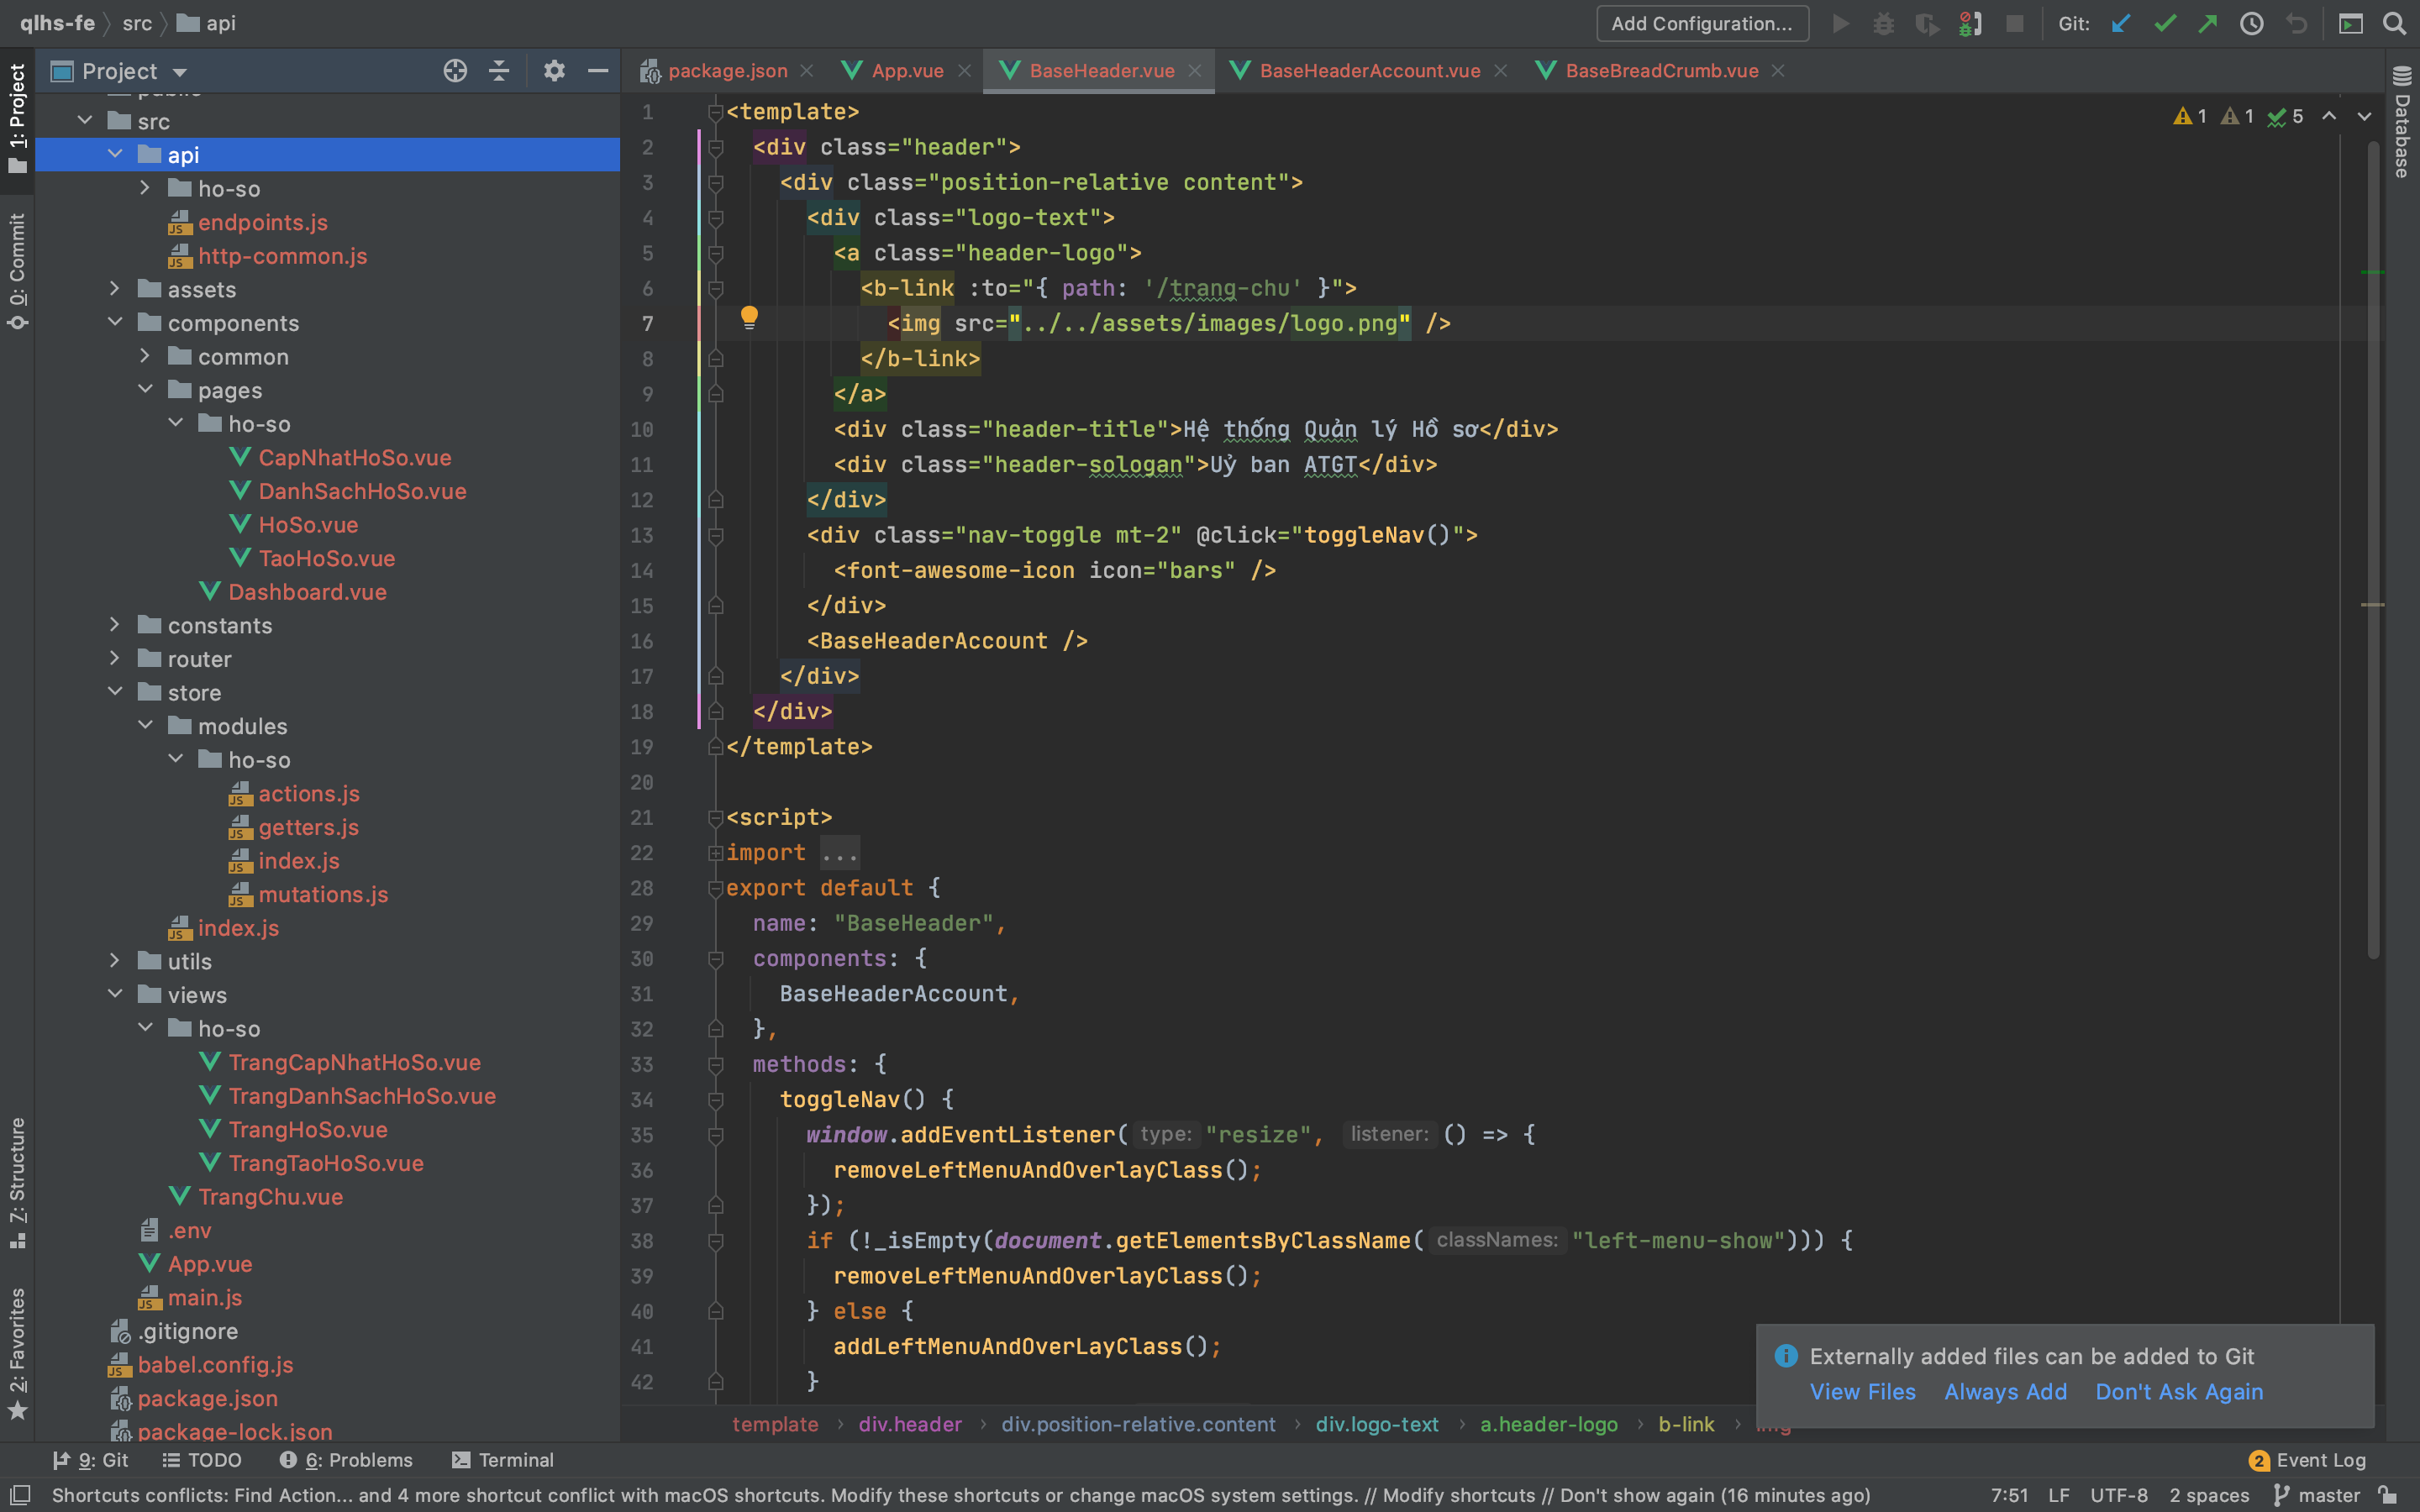 qlhs-fe src api
Add Configuration... Git:
1: Project
0: Commit
7: Structure
2: Favorites
Project
public
src
api
ho-so
endpoints.js
http-common.js
assets
components
common
pages
ho-so
CapNhatHoSo.vue
DanhSachHoSo.vue
HoSo.vue
TaoHoSo.vue
Dashboard.vue
constants
router
store
modules
ho-so
actions.js
getters.js
index.js
mutations.js
index.js
utils
views
ho-so
TrangCapNhatHoSo.vue
TrangDanhSachHoSo.vue
TrangHoSo.vue
TrangTaoHoSo.vue
TrangChu.vue
.env
App.vue
main.js
.gitignore
babel.config.js
package.json
package-lock.json
package.json App.vue BaseHeader.vue BaseHeaderAccount.vue BaseBreadCrumb.vue
1 1 5
Database
1 <template>
2 <div class="header">
3 <div class="position-relative content">
4 <div class="logo-text">
5 <a class="header-logo">
6 <b-link :to="{ path: '/trang-chu' }">
7 <img src="../../assets/images/logo.png" />
8 </b-link>
9 </a>
10 <div class="header-title">Hệ thống Quản lý Hồ sơ</div>
11 <div class="header-sologan">Uỷ ban ATGT</div>
12 </div>
13 <div class="nav-toggle mt-2" @click="toggleNav()">
14 <font-awesome-icon icon="bars" />
15 </div>
16 <BaseHeaderAccount />
17 </div>
18 </div>
19 </template>
20
21 <script>
22 import ...
28 export default {
29 name: "BaseHeader",
30 components: {
31 BaseHeaderAccount,
32 },
33 methods: {
34 toggleNav() {
35 window.addEventListener( type: "resize", listener: () => {
36 removeLeftMenuAndOverlayClass();
37 });
38 if (!_isEmpty(document.getElementsByClassName( classNames: "left-menu-show"))) {
39 removeLeftMenuAndOverlayClass();
40 } else {
41 addLeftMenuAndOverLayClass();
42 }
Externally added files can be added to Git
View Files Always Add Don't Ask Again
template div.header div.position-relative.content div.logo-text a.header-logo b-link img
9: Git TODO 6: Problems Terminal 2 Event Log
Shortcuts conflicts: Find Action... and 4 more shortcut conflict with macOS shortcuts. Modify these shortcuts or change macOS system settings. // Modify shortcuts // Don't show again (16 minutes ago) 7:51 LF UTF-8 2 spaces master